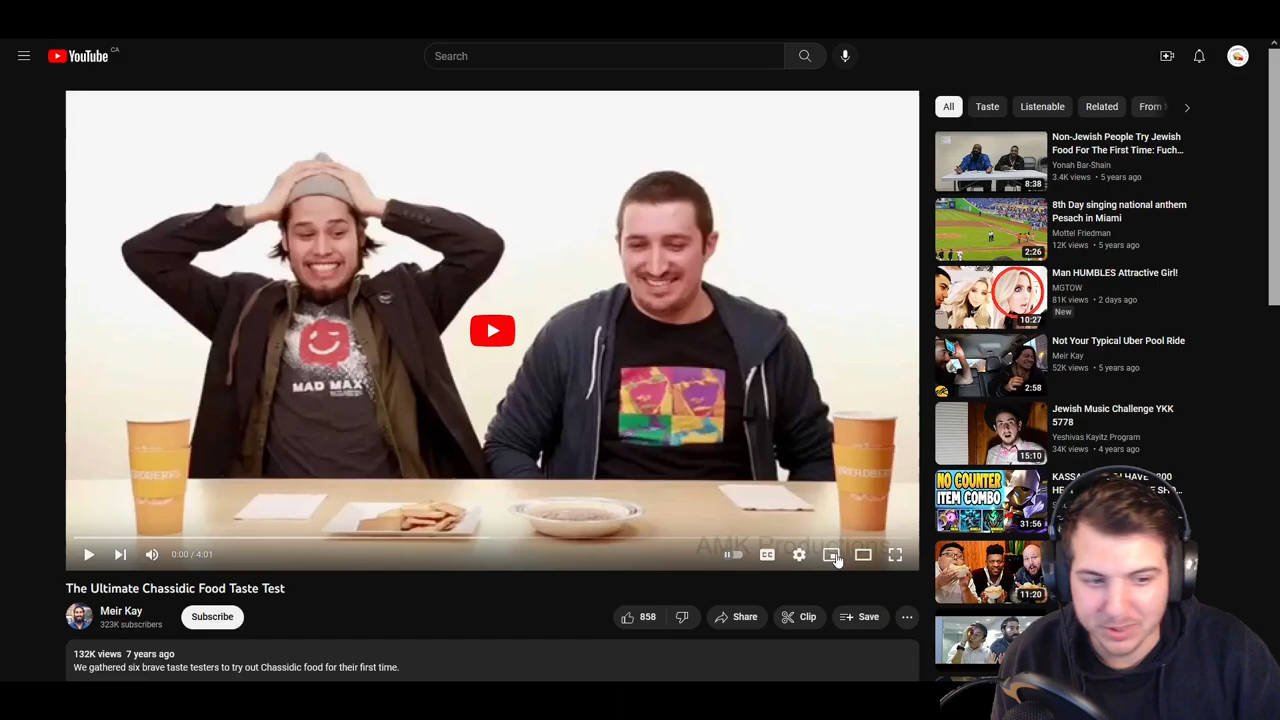 YouTube CA
Search
All Taste Listenable Related From
MAD MAX
BREADBERRY
AMK Productions
0:00 / 4:01
CC
The Ultimate Chassidic Food Taste Test
Meir Kay
323K subscribers
Subscribe
858
Share
Clip
Save
132K views 7 years ago
We gathered six brave taste testers to try out Chassidic food for their first time.
8:38
Non-Jewish People Try Jewish
Food For The First Time: Fuch...
Yonah Bar-Shain
3.4K views • 5 years ago
2:26
8th Day singing national anthem
Pesach in Miami
Mottel Friedman
12K views • 5 years ago
10:27
Man HUMBLES Attractive Girl!
MGTOW
81K views • 2 days ago
New
2:58
Not Your Typical Uber Pool Ride
Meir Kay
52K views • 5 years ago
15:10
Jewish Music Challenge YKK
5778
Yeshivas Kayitz Program
34K views • 4 years ago
NO COUNTER
ITEM COMBO
31:56
11:20